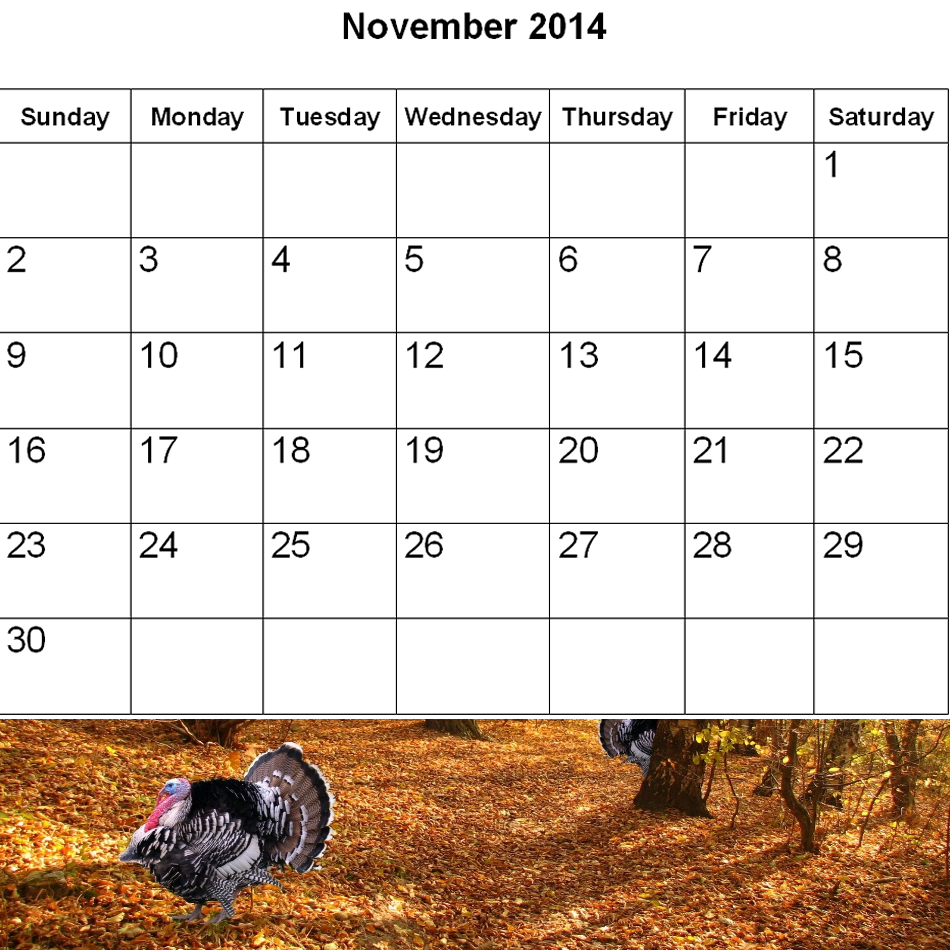 November 2014
Sunday Monday Tuesday Wednesday Thursday Friday Saturday
1
2 3 4 5 6 7 8
9 10 11 12 13 14 15
16 17 18 19 20 21 22
23 24 25 26 27 28 29
30